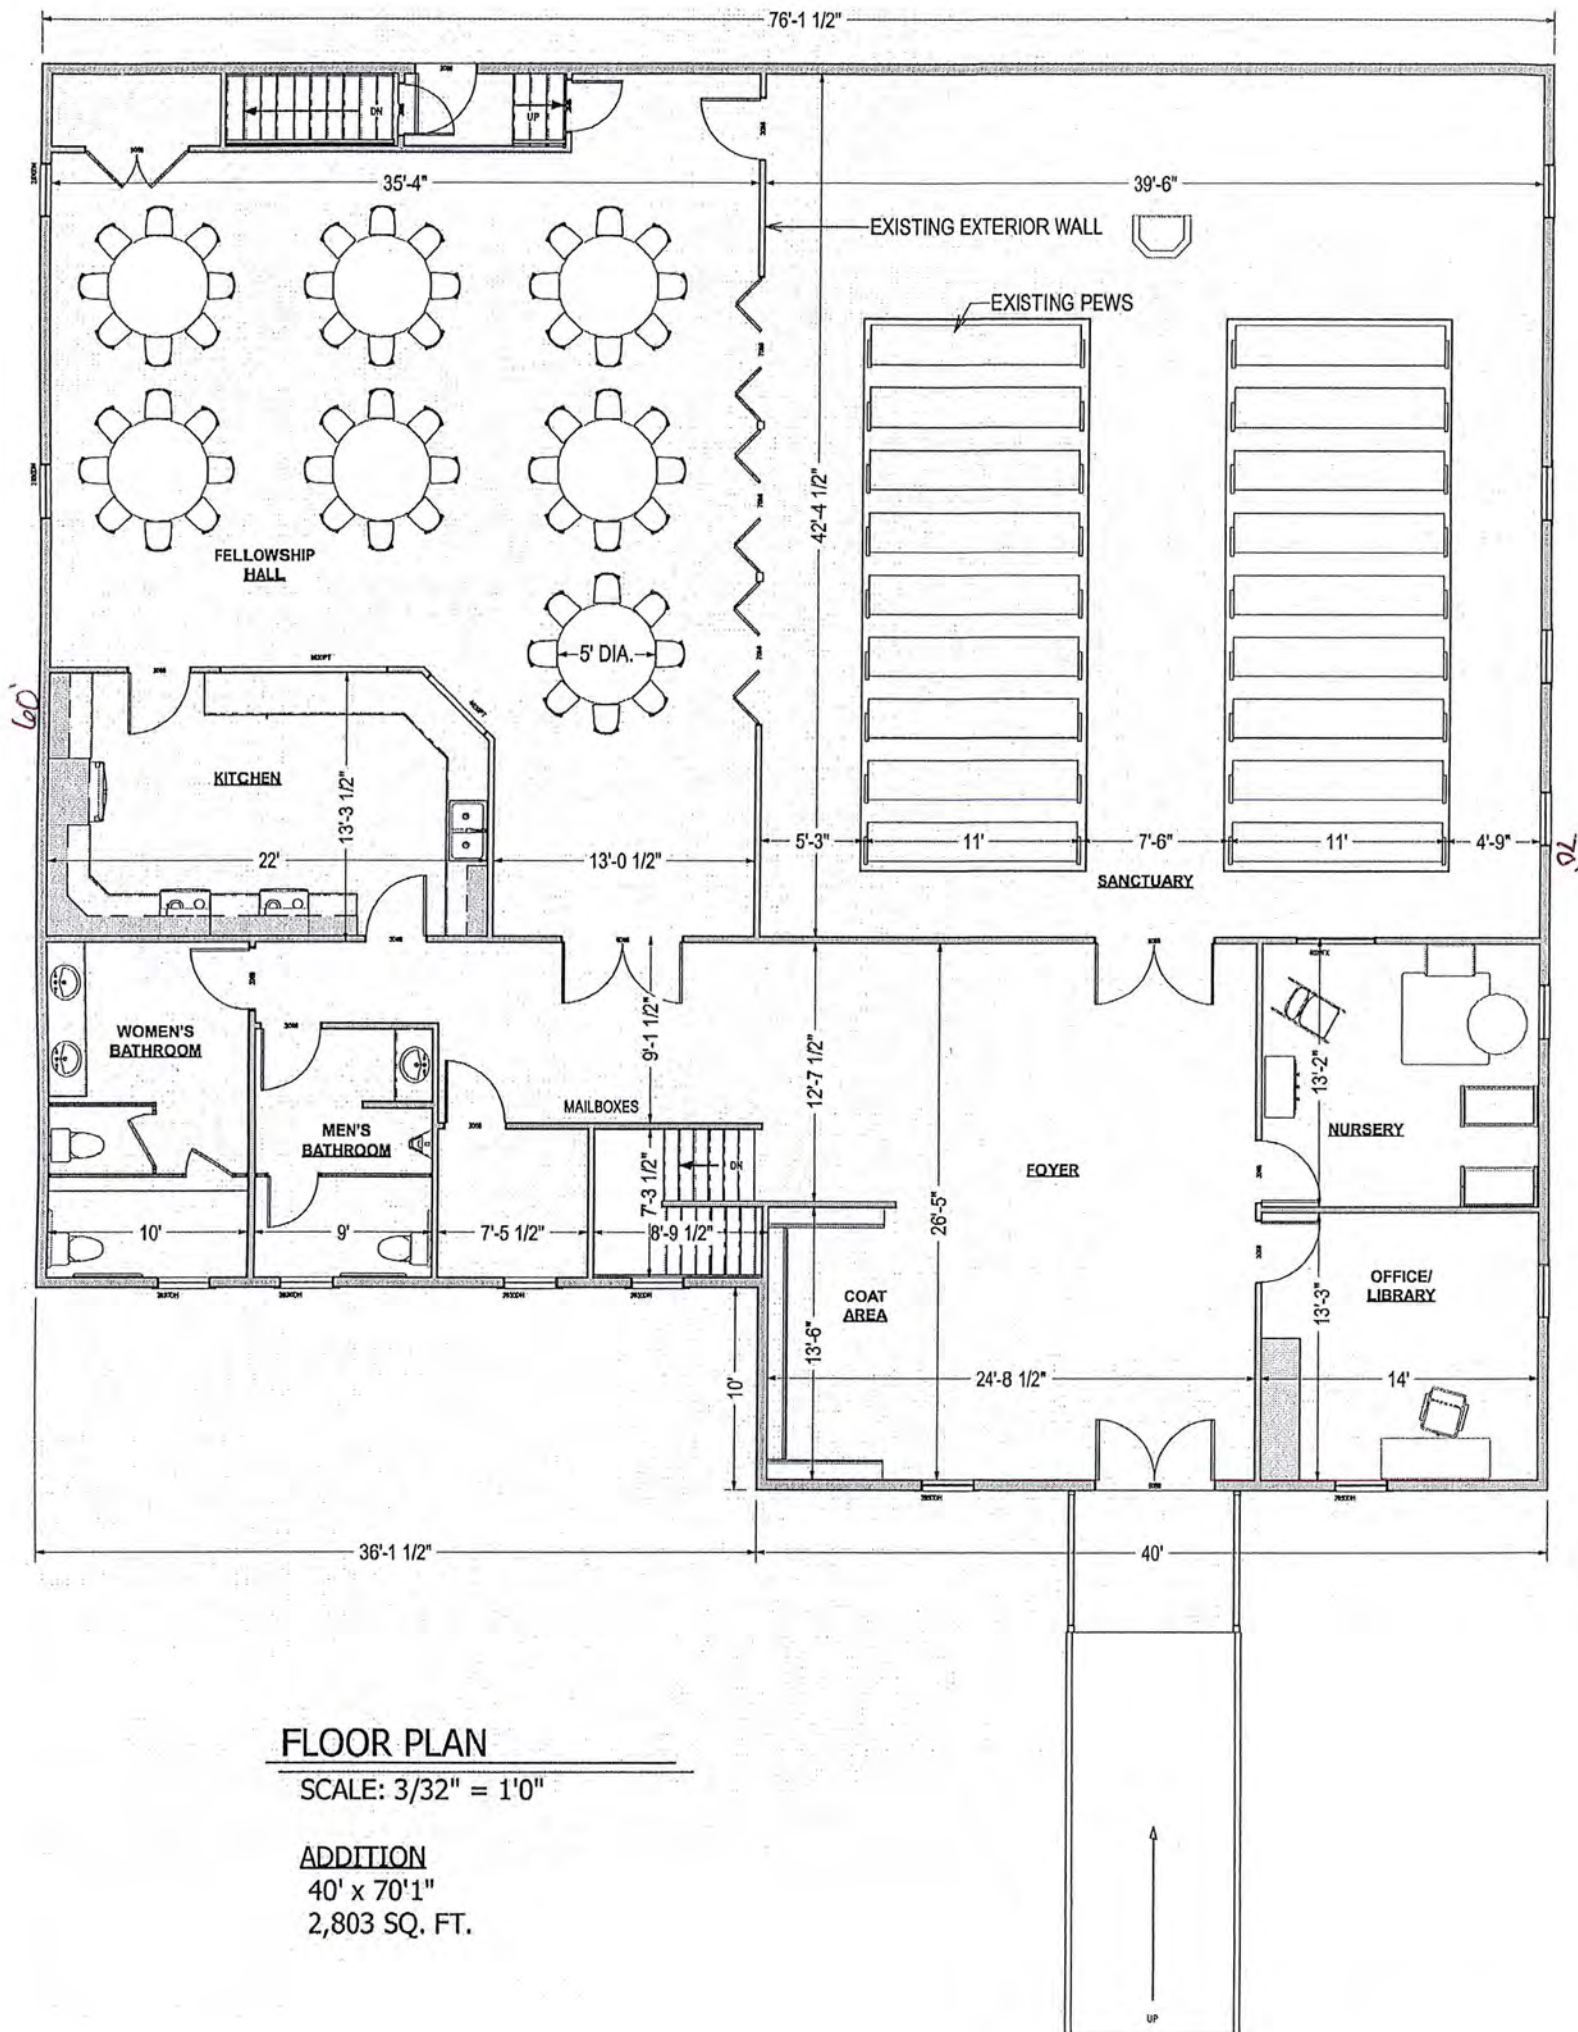 76'-1 1/2"
3068
DN
UP
3068
3068
35'-4"
39'-6"
EXISTING EXTERIOR WALL
EXISTING PEWS
42'-4 1/2"
FELLOWSHIP
HALL
5' DIA.
60'
KITCHEN
13'-3 1/2"
22'
13'-0 1/2"
5'-3"
11'
7'-6"
11'
4'-9"
70'
SANCTUARY
WOMEN'S
BATHROOM
9'-1 1/2"
12'-7 1/2"
13'-2"
MAILBOXES
MEN'S
BATHROOM
NURSERY
7'-3 1/2"
DN
FOYER
26'-5"
10'
9'
7'-5 1/2"
8'-9 1/2"
COAT
AREA
OFFICE/
LIBRARY
13'-6"
13'-3"
10'
24'-8 1/2"
14'
36'-1 1/2"
40'
FLOOR PLAN
SCALE: 3/32" = 1'0"
ADDITION
40' x 70'1"
2,803 SQ. FT.
UP